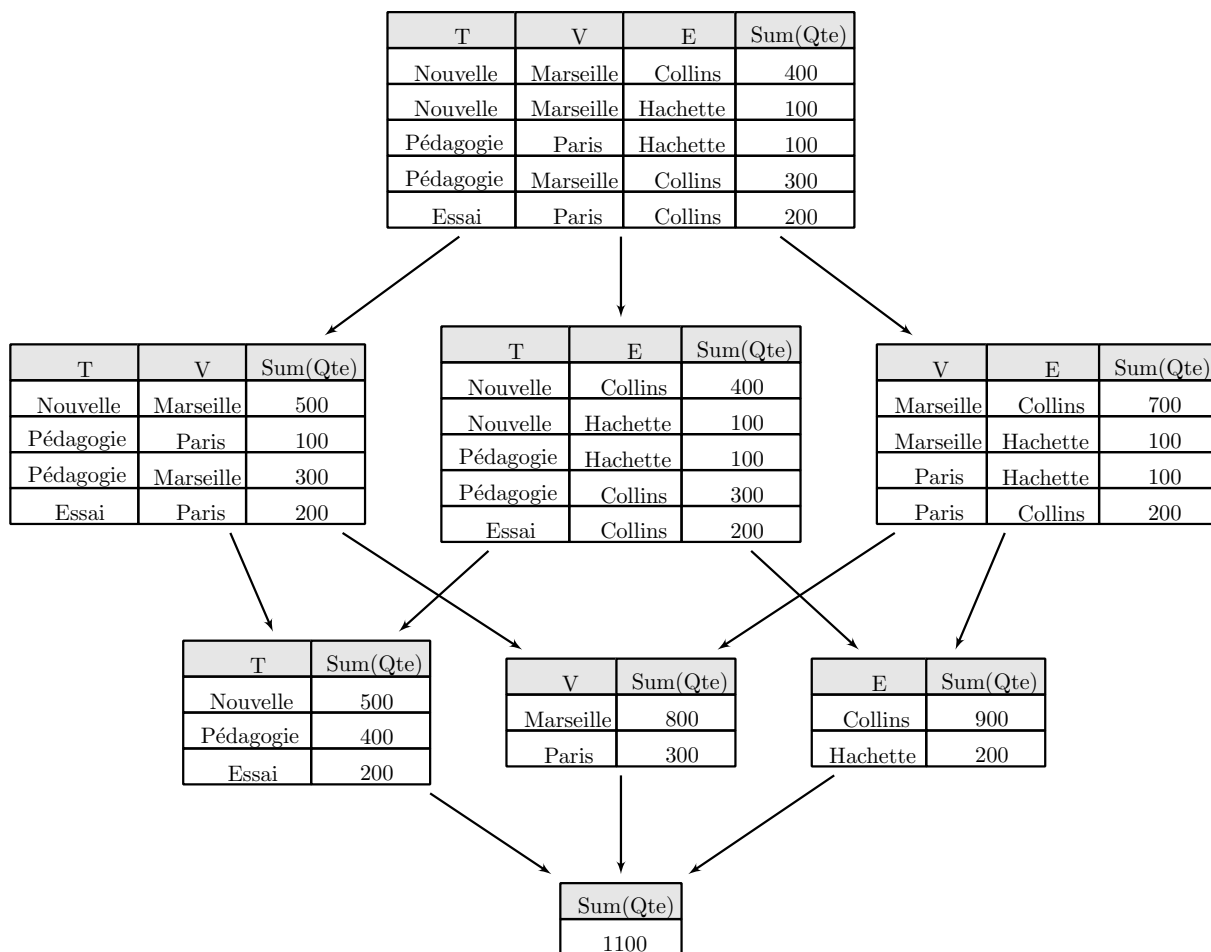 T V E Sum(Qte)
Nouvelle Marseille Collins 400
Nouvelle Marseille Hachette 100
Pédagogie Paris Hachette 100
Pédagogie Marseille Collins 300
Essai Paris Collins 200
T V Sum(Qte)
Nouvelle Marseille 500
Pédagogie Paris 100
Pédagogie Marseille 300
Essai Paris 200
T E Sum(Qte)
Nouvelle Collins 400
Nouvelle Hachette 100
Pédagogie Hachette 100
Pédagogie Collins 300
Essai Collins 200
V E Sum(Qte)
Marseille Collins 700
Marseille Hachette 100
Paris Hachette 100
Paris Collins 200
T Sum(Qte)
Nouvelle 500
Pédagogie 400
Essai 200
V Sum(Qte)
Marseille 800
Paris 300
E Sum(Qte)
Collins 900
Hachette 200
Sum(Qte)
1100